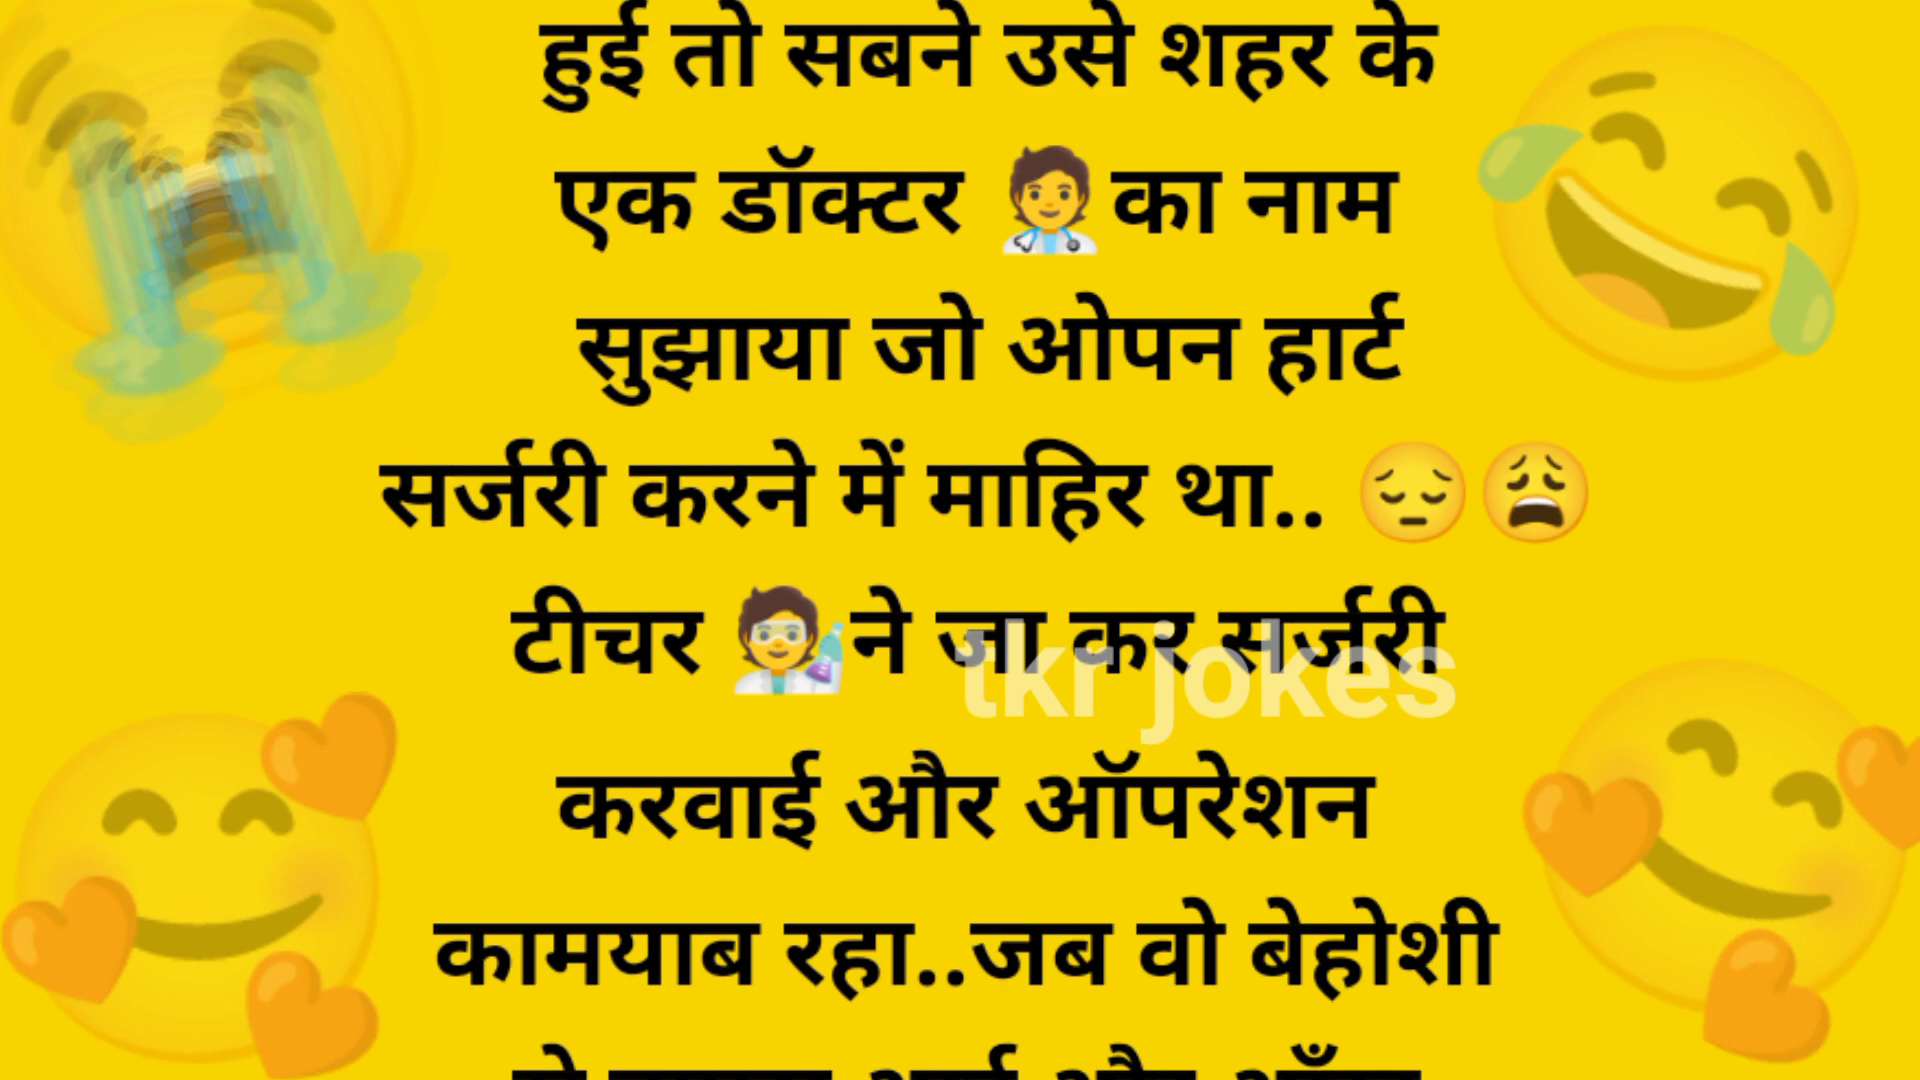 हुई तो सबने उसे शहर के
एक डॉक्टर 🧑‍⚕️का नाम
सुझाया जो ओपन हार्ट
सर्जरी करने में माहिर था.. 😔😩
टीचर 🧑‍🔬ने जा कर सर्जरी
tkr jokes
करवाई और ऑपरेशन
कामयाब रहा..जब वो बेहोशी